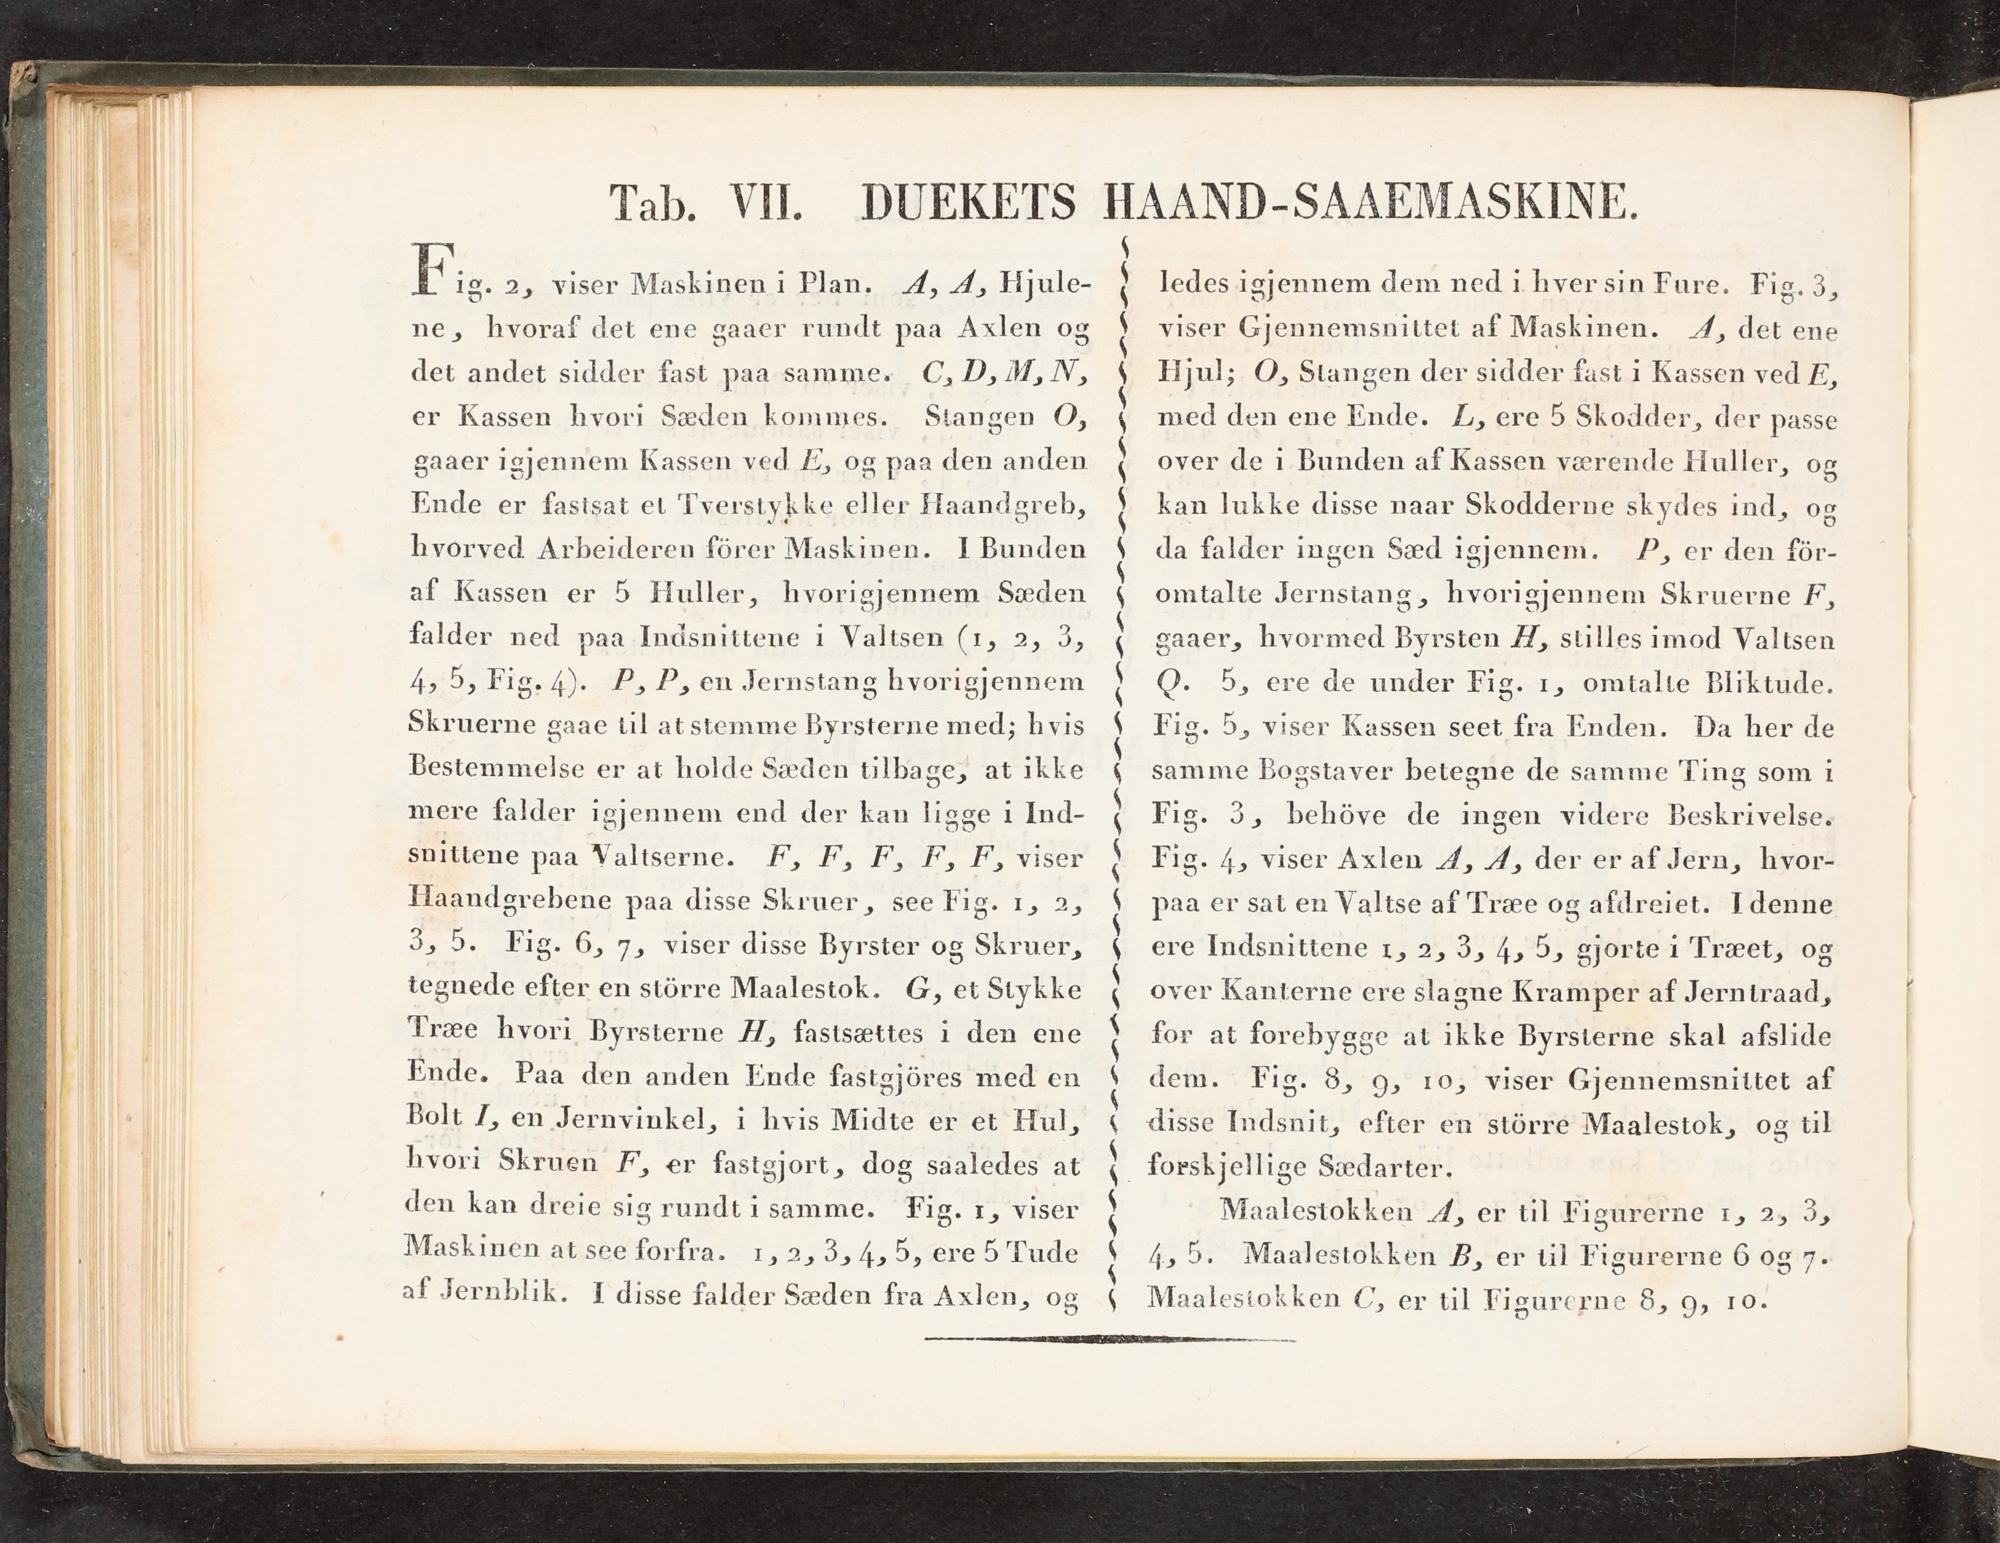 Tab. VII. DUEKETS HAAND-SAAEMASKINE.
Fig. 2, viser Maskinen i Plan. A, A, Hjule-
ne, hvoraf det ene gaaer rundt paa Axlen og
det andet sidder fast paa samme. C, D, M, N,
er Kassen hvori Sæden kommes. Stangen O,
gaaer igjennem Kassen ved E, og paa den anden
Ende er fastsat et Tverstykke eller Haandgreb,
hvorved Arbeideren förer Maskinen. I Bunden
af Kassen er 5 Huller, hvorigjennem Sæden
falder ned paa Indsnittene i Valtsen (1, 2, 3,
4, 5, Fig. 4). P, P, en Jernstang hvorigjennem
Skruerne gaae til at stemme Byrsterne med; hvis
Bestemmelse er at holde Sæden tilbage, at ikke
mere falder igjennem end der kan ligge i Ind-
snittene paa Valtserne. F, F, F, F, F, viser
Haandgrebene paa disse Skruer, see Fig. 1, 2,
3, 5. Fig. 6, 7, viser disse Byrster og Skruer,
tegnede efter en större Maalestok. G, et Stykke
Træe hvori Byrsterne H, fastsættes i den ene
Ende. Paa den anden Ende fastgjöres med en
Bolt I, en Jernvinkel, i hvis Midte er et Hul,
hvori Skruen F, er fastgjort, dog saaledes at
den kan dreie sig rundt i samme. Fig. 1, viser
Maskinen at see forfra. 1, 2, 3, 4, 5, ere 5 Tude
af Jernblik. I disse falder Sæden fra Axlen, og
ledes igjennem dem ned i hver sin Fure. Fig. 3,
viser Gjennemsnittet af Maskinen. A, det ene
Hjul; O, Stangen der sidder fast i Kassen ved E,
med den ene Ende. L, ere 5 Skodder, der passe
over de i Bunden af Kassen værende Huller, og
kan lukke disse naar Skodderne skydes ind, og
da falder ingen Sæd igjennem. P, er den för-
omtalte Jernstang, hvorigjennem Skruerne F,
gaaer, hvormed Byrsten H, stilles imod Valtsen
Q. 5, ere de under Fig. 1, omtalte Bliktude.
Fig. 5, viser Kassen seet fra Enden. Da her de
samme Bogstaver betegne de samme Ting som i
Fig. 3, behöve de ingen videre Beskrivelse.
Fig. 4, viser Axlen A, A, der er af Jern, hvor-
paa er sat en Valtse af Træe og afdreiet. I denne
ere Indsnittene 1, 2, 3, 4, 5, gjorte i Træet, og
over Kanterne ere slagne Kramper af Jerntraad,
for at forebygge at ikke Byrsterne skal afslide
dem. Fig. 8, 9, 10, viser Gjennemsnittet af
disse Indsnit, efter en större Maalestok, og til
forskjellige Sædarter.
Maalestokken A, er til Figurerne 1, 2, 3,
4, 5. Maalestokken B, er til Figurerne 6 og 7.
Maalestokken C, er til Figurerne 8, 9, 10.